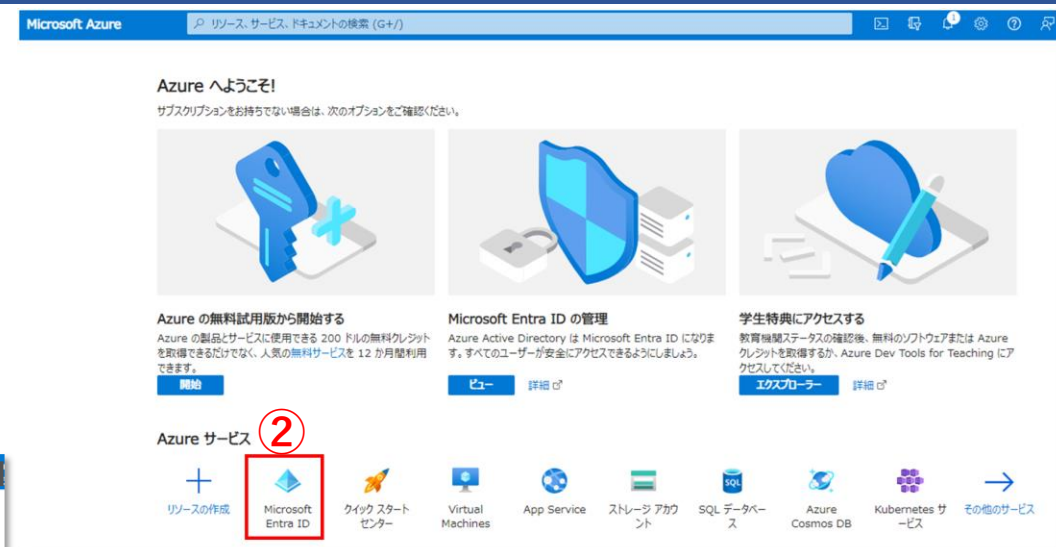 Microsoft Azure
リソース、サービス、ドキュメントの検索 (G+/)
1
Azure へようこそ!
サブスクリプションをお持ちでない場合は、次のオプションをご確認ください。
Azure の無料試用版から開始する
Azure の製品とサービスに使用できる 200 ドルの無料クレジット
を取得できるだけでなく、人気の無料サービスを 12 か月間利用
できます。
開始
Microsoft Entra ID の管理
Azure Active Directory は Microsoft Entra ID になりま
す。すべてのユーザーが安全にアクセスできるようにしましょう。
ビュー 詳細
学生特典にアクセスする
教育機関ステータスの確認後、無料のソフトウェアまたは Azure
クレジットを取得するか、Azure Dev Tools for Teaching にア
クセスしてください。
エクスプローラー 詳細
Azure サービス
②
リソースの作成
Microsoft
Entra ID
クイック スタート
センター
Virtual
Machines
App Service
ストレージ アカウ
ント
SQL
SQL データベー
ス
Azure
Cosmos DB
Kubernetes サ
ービス
その他のサービス